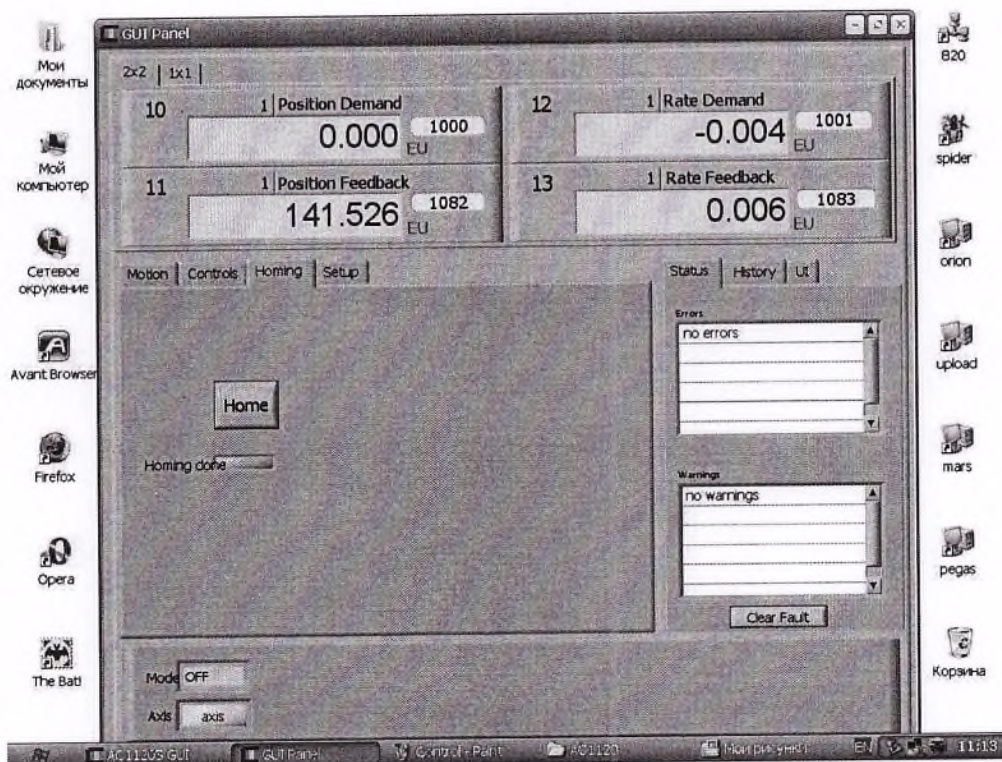 GUI Panel
2x2 1x1
10 1 Position Demand
0.000 EU 1000
12 1 Rate Demand
-0.004 EU 1001
11 1 Position Feedback
141.526 EU 1082
13 1 Rate Feedback
0.006 EU 1083
Motion Controls Homing Setup
Status History UI
Errors
no errors
Home
Homing done
Warnings
no warnings
Clear Fault
Mode OFF
Axis axis
Мои
документы
Мой
компьютер
Сетевое
окружение
Avant Browser
Firefox
Opera
The Bat!
820
spider
orion
upload
mars
pegas
Корзина
AC1120S GUI GUI Panel Control - Paint AC1120 Мои рисунки EN 11:13